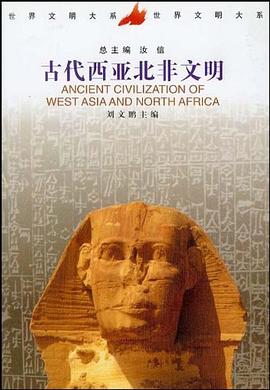 世界文明大系 世界文明大系
总主编 汝信
古代西亚北非文明
ANCIENT CIVILIZATION OF
WEST ASIA AND NORTH AFRICA
刘文鹏主编